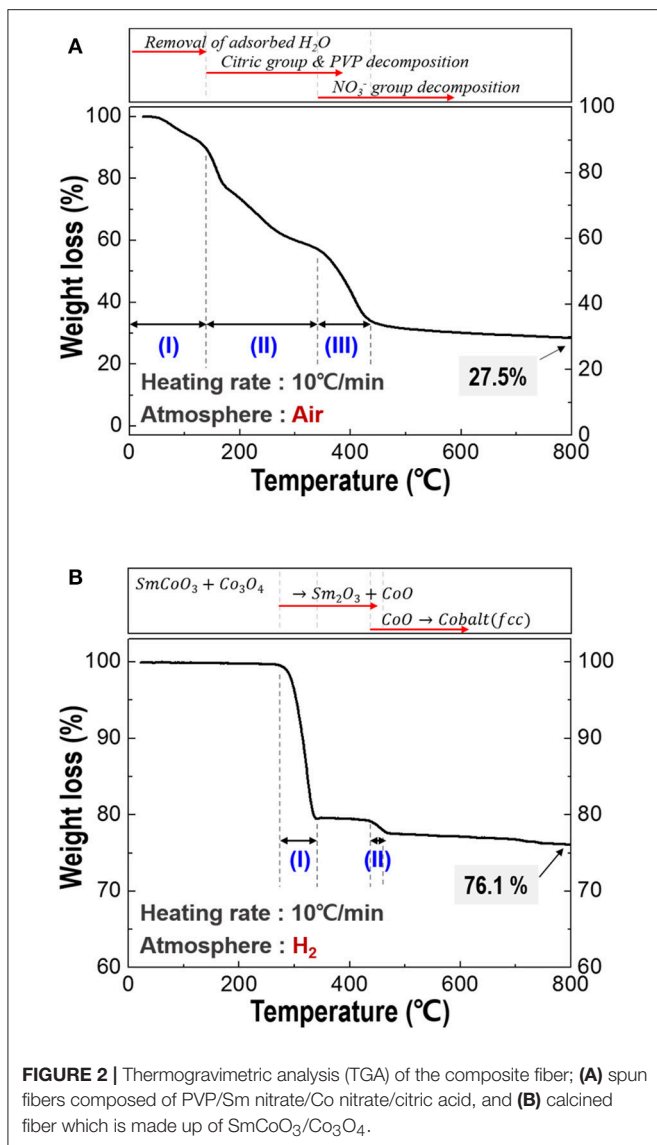 A
Removal of adsorbed H₂O
Citric group & PVP decomposition
NO₃⁻ group decomposition
100 100
80 80
60 60
40 40
20 20
0 0
Weight loss (%)
(I) (II) (III)
27.5%
Heating rate : 10℃/min
Atmosphere : Air
0 200 400 600 800
Temperature (℃)
B
SmCoO₃ + Co₃O₄
→ Sm₂O₃ + CoO
CoO → Cobalt(fcc)
100 100
90 90
80 80
70 70
60 60
Weight loss (%)
(I) (II)
76.1 %
Heating rate : 10℃/min
Atmosphere : H₂
0 200 400 600 800
Temperature (℃)
FIGURE 2 | Thermogravimetric analysis (TGA) of the composite fiber; (A) spun
fibers composed of PVP/Sm nitrate/Co nitrate/citric acid, and (B) calcined
fiber which is made up of SmCoO₃/Co₃O₄.